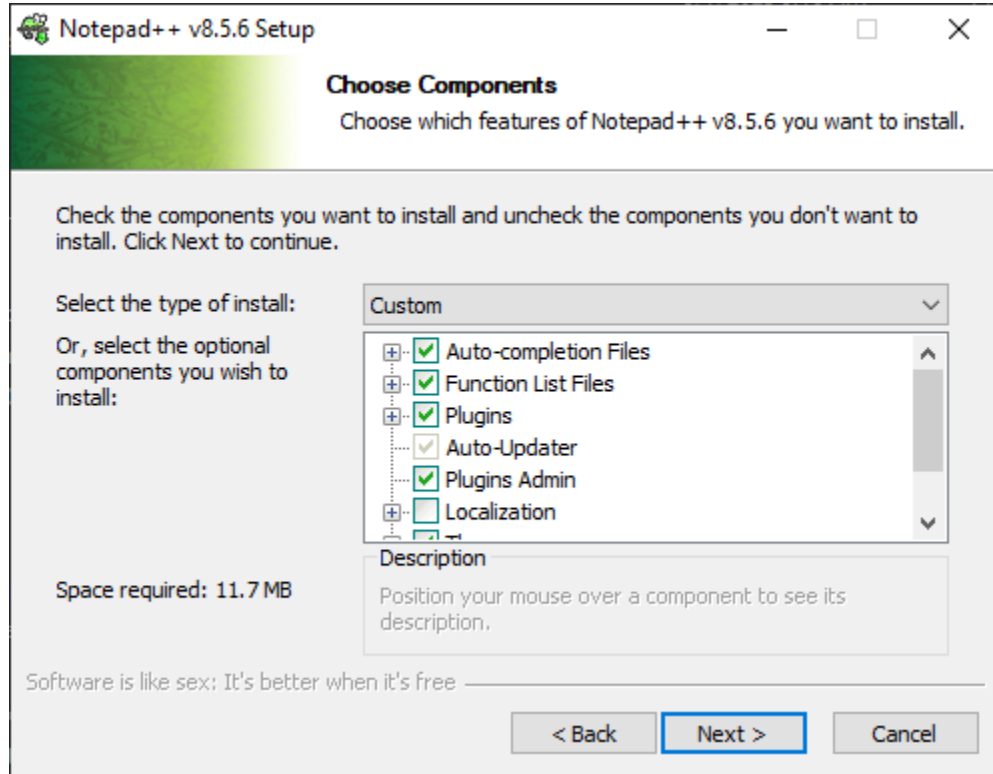 Notepad++ v8.5.6 Setup
Choose Components
Choose which features of Notepad++ v8.5.6 you want to install.
Check the components you want to install and uncheck the components you don't want to
install. Click Next to continue.
Select the type of install:
Custom
Or, select the optional
components you wish to
install:
Auto-completion Files
Function List Files
Plugins
Auto-Updater
Plugins Admin
Localization
Description
Position your mouse over a component to see its
description.
Space required: 11.7 MB
Software is like sex: It's better when it's free
< Back
Next >
Cancel